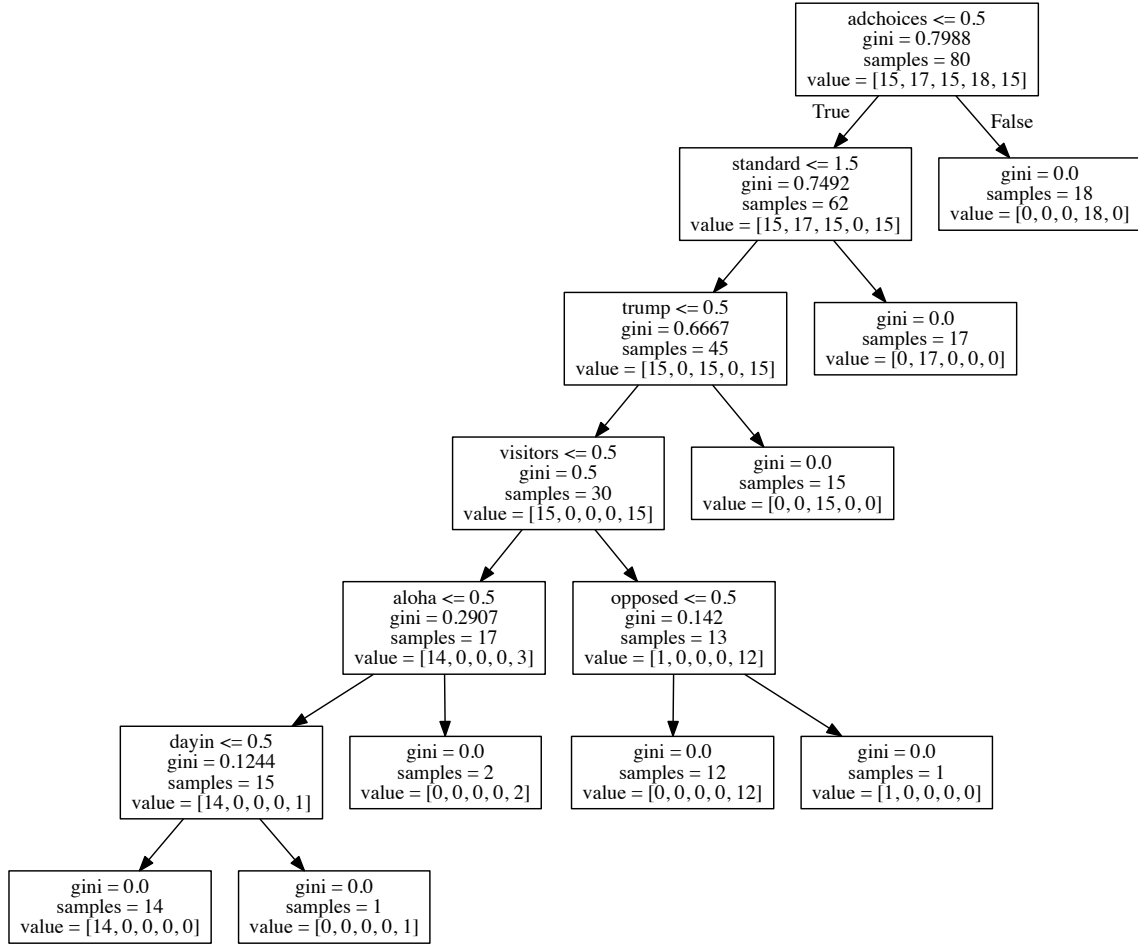 adchoices <= 0.5
gini = 0.7988
samples = 80
value = [15, 17, 15, 18, 15]
True
False
standard <= 1.5
gini = 0.7492
samples = 62
value = [15, 17, 15, 0, 15]
gini = 0.0
samples = 18
value = [0, 0, 0, 18, 0]
trump <= 0.5
gini = 0.6667
samples = 45
value = [15, 0, 15, 0, 15]
gini = 0.0
samples = 17
value = [0, 17, 0, 0, 0]
visitors <= 0.5
gini = 0.5
samples = 30
value = [15, 0, 0, 0, 15]
gini = 0.0
samples = 15
value = [0, 0, 15, 0, 0]
aloha <= 0.5
gini = 0.2907
samples = 17
value = [14, 0, 0, 0, 3]
opposed <= 0.5
gini = 0.142
samples = 13
value = [1, 0, 0, 0, 12]
dayin <= 0.5
gini = 0.1244
samples = 15
value = [14, 0, 0, 0, 1]
gini = 0.0
samples = 2
value = [0, 0, 0, 0, 2]
gini = 0.0
samples = 12
value = [0, 0, 0, 0, 12]
gini = 0.0
samples = 1
value = [1, 0, 0, 0, 0]
gini = 0.0
samples = 14
value = [14, 0, 0, 0, 0]
gini = 0.0
samples = 1
value = [0, 0, 0, 0, 1]